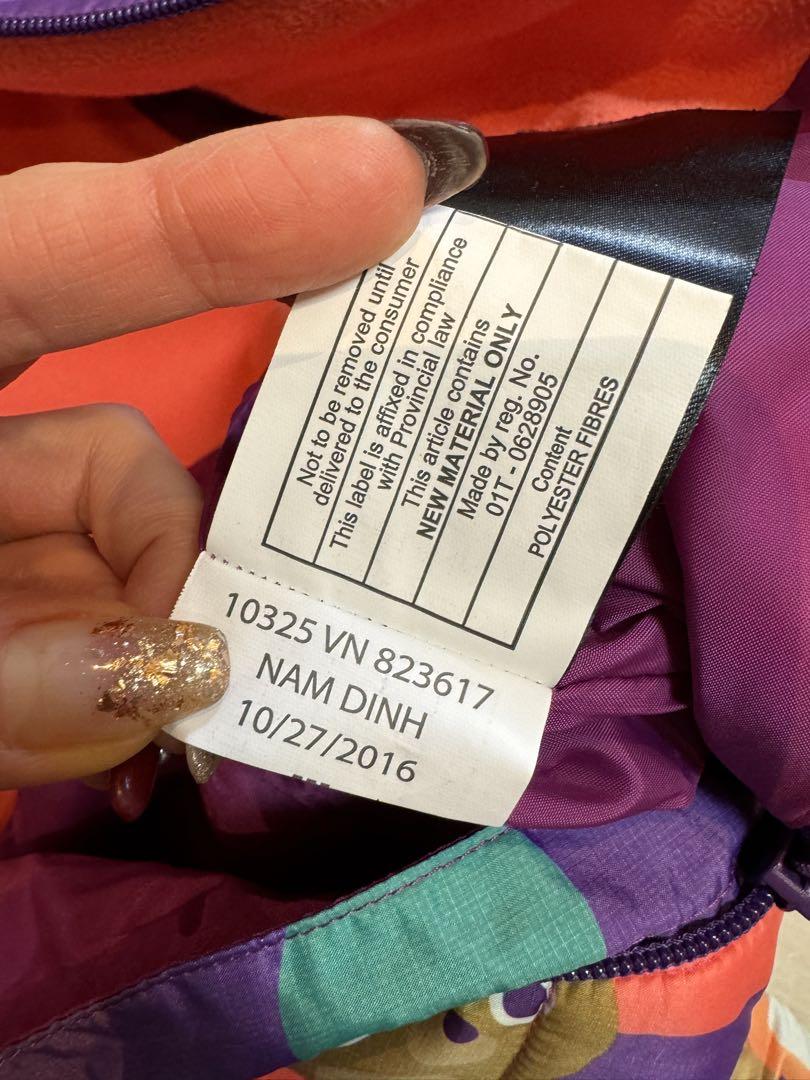 Not to be removed until
delivered to the consumer
This label is affixed in compliance
with Provincial law
This article contains
NEW MATERIAL ONLY
Made by reg. No.
01T - 0628905
Content
POLYESTER FIBRES
10325 VN 823617
NAM DINH
10/27/2016